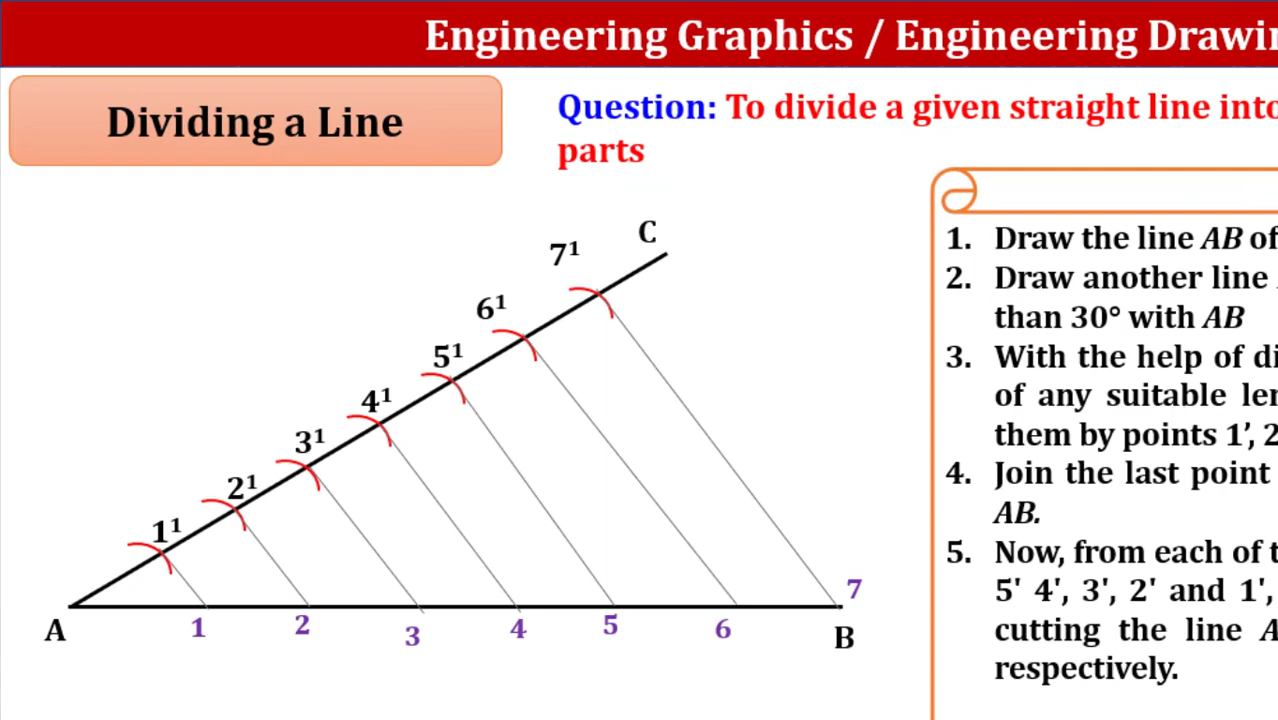 Engineering Graphics / Engineering
Dividing a Line
Question: To divide a given straight line into
parts
C
7¹
6¹
5¹
4¹
3¹
2¹
1¹
A
1
2
3
4
5
6
7
B
1. Draw the line AB of
2. Draw another line
than 30° with AB
3. With the help of
of any suitable
them by points 1’, 2
4. Join the last point
AB.
5. Now, from each of
5' 4', 3', 2' and 1',
cutting the line
respectively.